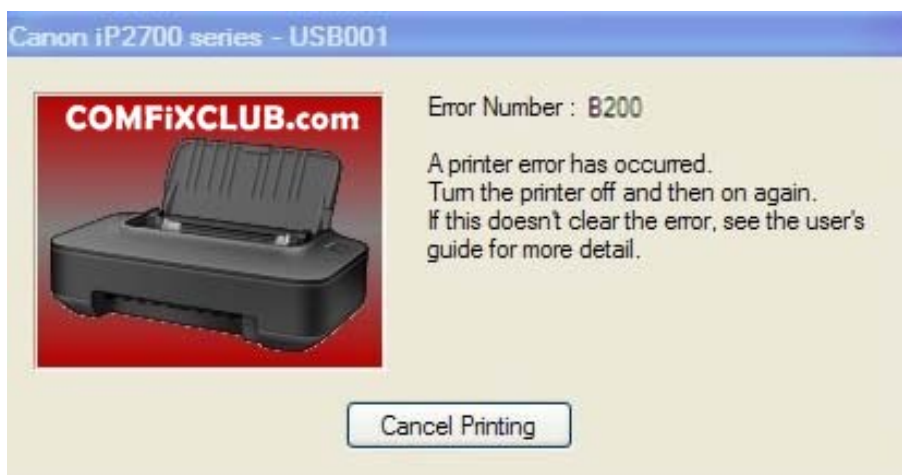 Canon iP2700 series - USB001
COMFiXCLUB.com
Error Number : B200
A printer error has occurred.
Turn the printer off and then on again.
If this doesn't clear the error, see the user's
guide for more detail.
Cancel Printing